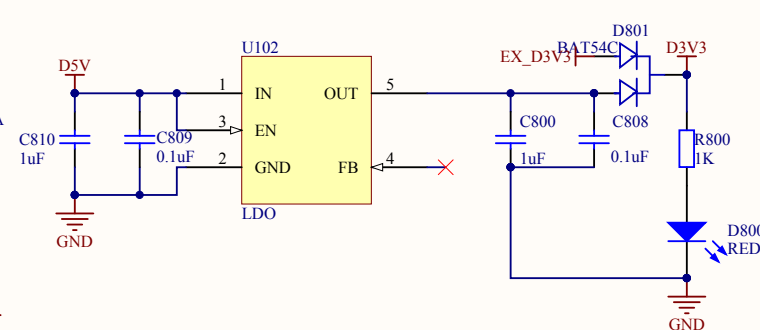 U102
D801
BAT54C
EX_D3V3
D3V3
D5V
1
IN
OUT
5
3
EN
C810
1uF
C809
0.1uF
C800
1uF
C808
0.1uF
R800
1K
2
GND
FB
4
LDO
GND
RED
GND